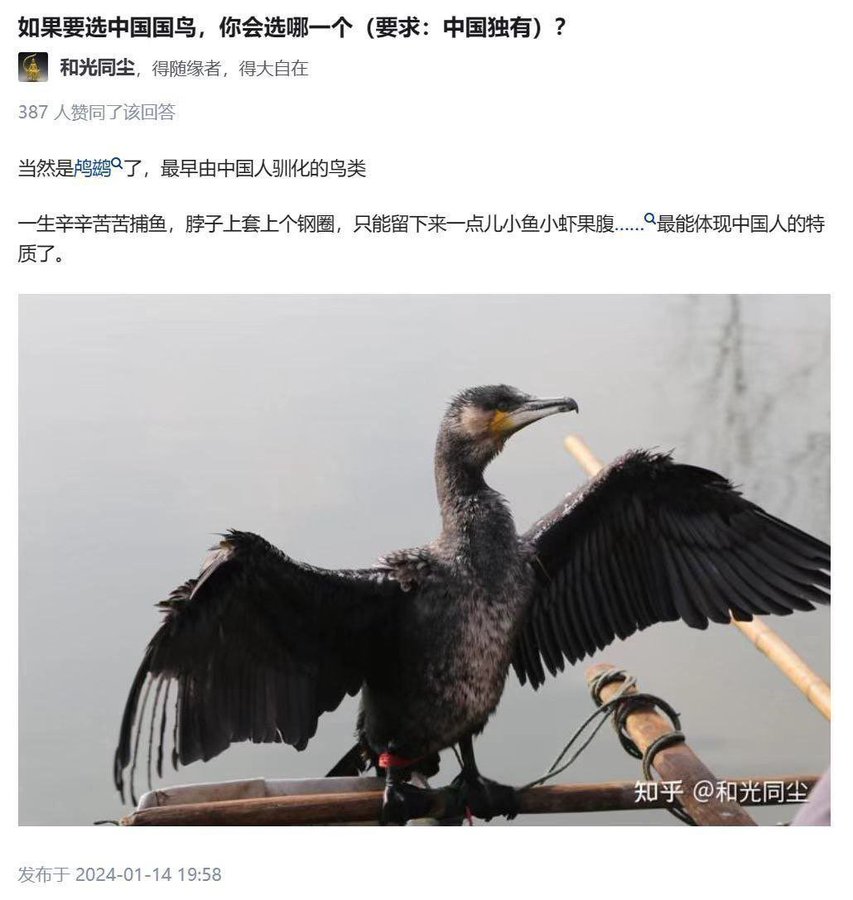 如果要选中国国鸟，你会选哪一个（要求：中国独有）？
和光同尘，得随缘者，得大自在
387 人赞同了该回答
当然是鸬鹚了，最早由中国人驯化的鸟类
一生辛辛苦苦捕鱼，脖子上套上个钢圈，只能留下来一点儿小鱼小虾果腹……最能体现中国人的特
质了。
知乎 @和光同尘
发布于 2024-01-14 19:58